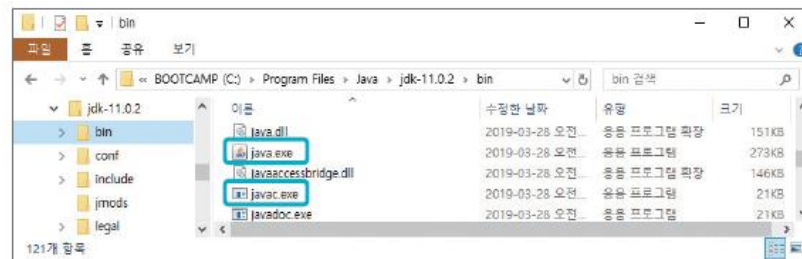 bin
파일 홈 공유 보기
« BOOTCAMP (C:) > Program Files > Java > jdk-11.0.2 > bin
bin 검색
jdk-11.0.2
bin
conf
include
jmods
legal
이름 수정한 날짜 유형 크기
java.dll 2019-03-28 오전... 응용 프로그램 확장 151KB
java.exe 2019-03-28 오전... 응용 프로그램 273KB
javaaccessbridge.dll 2019-03-28 오전... 응용 프로그램 확장 146KB
javac.exe 2019-03-28 오전... 응용 프로그램 21KB
javadoc.exe 2019-03-28 오전... 응용 프로그램 21KB
121개 항목